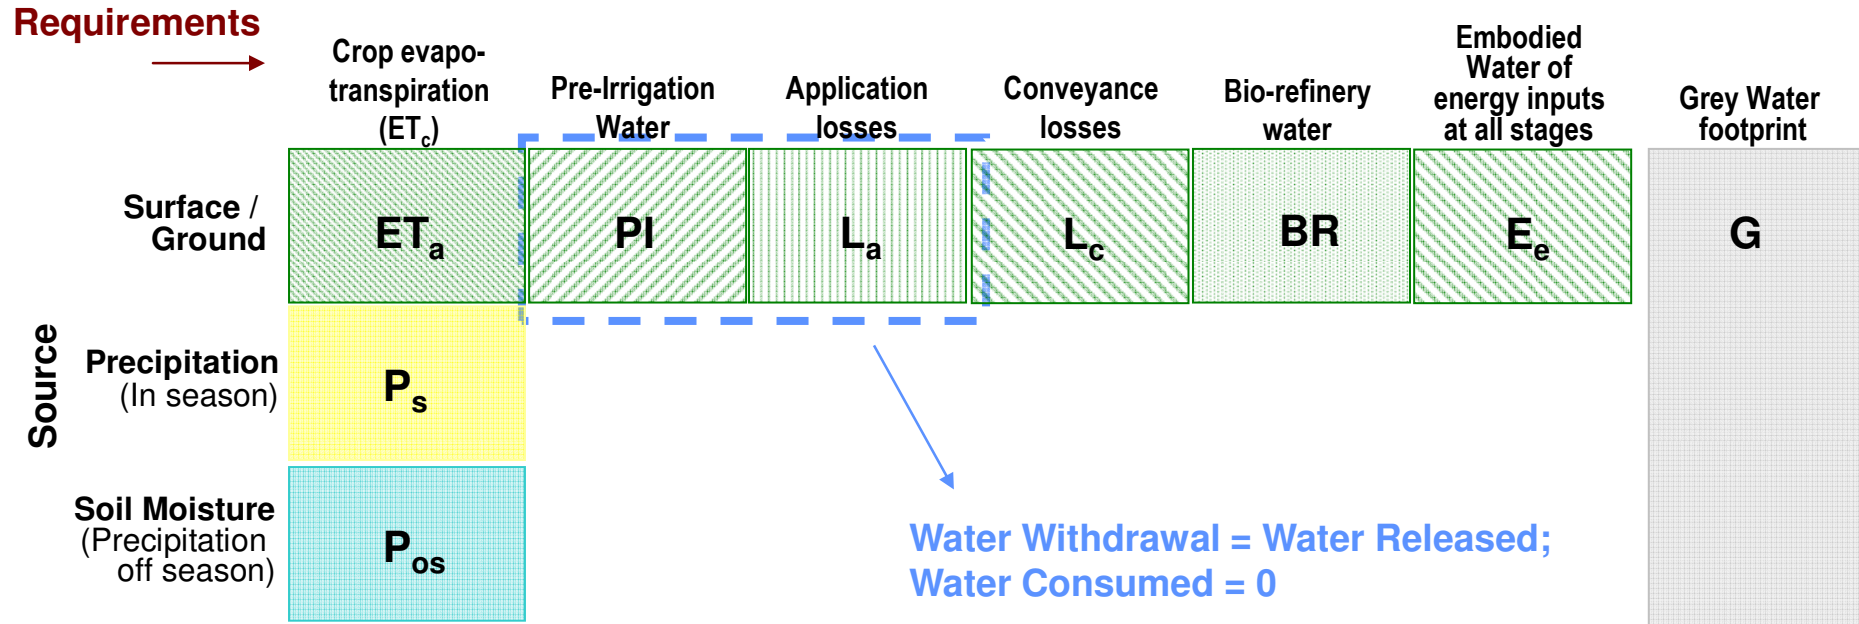 Requirements
Crop evapo-
transpiration
(ETc)
Pre-Irrigation
Water
Application
losses
Conveyance
losses
Bio-refinery
water
Embodied
Water of
energy inputs
at all stages
Grey Water
footprint
Source
Surface /
Ground
ETa
PI
La
Lc
BR
Ee
G
Precipitation
(In season)
Ps
Soil Moisture
(Precipitation
off season)
Pos
Water Withdrawal = Water Released;
Water Consumed = 0